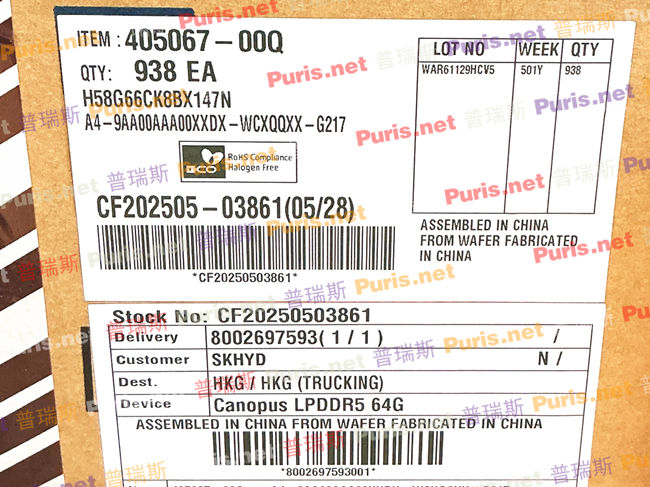 ITEM : 405067-00Q
QTY: 938 EA
H58G66CK8BX147N
A4-9AA00AAA00XXDX-WCXQQXX-G217
LOT NO WEEK QTY
WAR61129HCV5 501Y 938
ECO RoHS Compliance
Halogen Free
CF202505-03861(05/28)
*CF20250503861*
ASSEMBLED IN CHINA
FROM WAFER FABRICATED
IN CHINA
Stock No: CF20250503861
Delivery 8002697593( 1 / 1 ) /
Customer SKHYD N /
Dest. HKG / HKG (TRUCKING)
Device Canopus LPDDR5 64G
ASSEMBLED IN CHINA FROM WAFER FABRICATED IN CHINA
*8002697593001*
普瑞斯 Puris.net